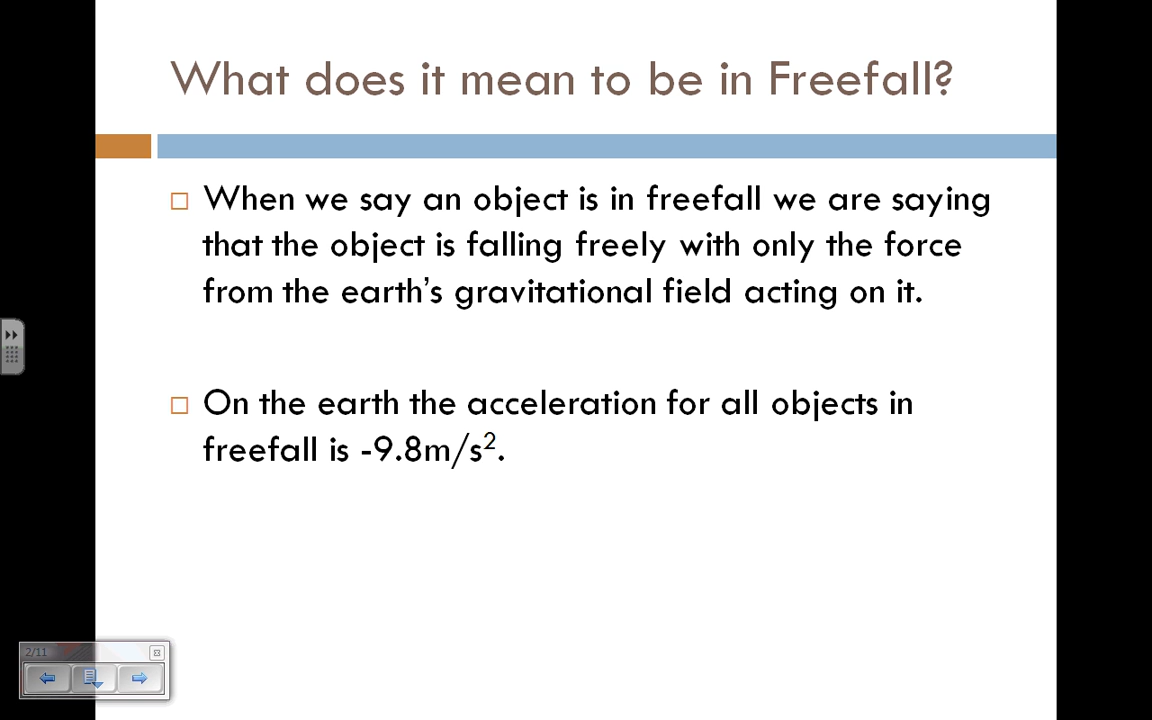 What does it mean to be in Freefall?
When we say an object is in freefall we are saying
that the object is falling freely with only the force
from the earth’s gravitational field acting on it.
On the earth the acceleration for all objects in
freefall is -9.8m/s².
2/11